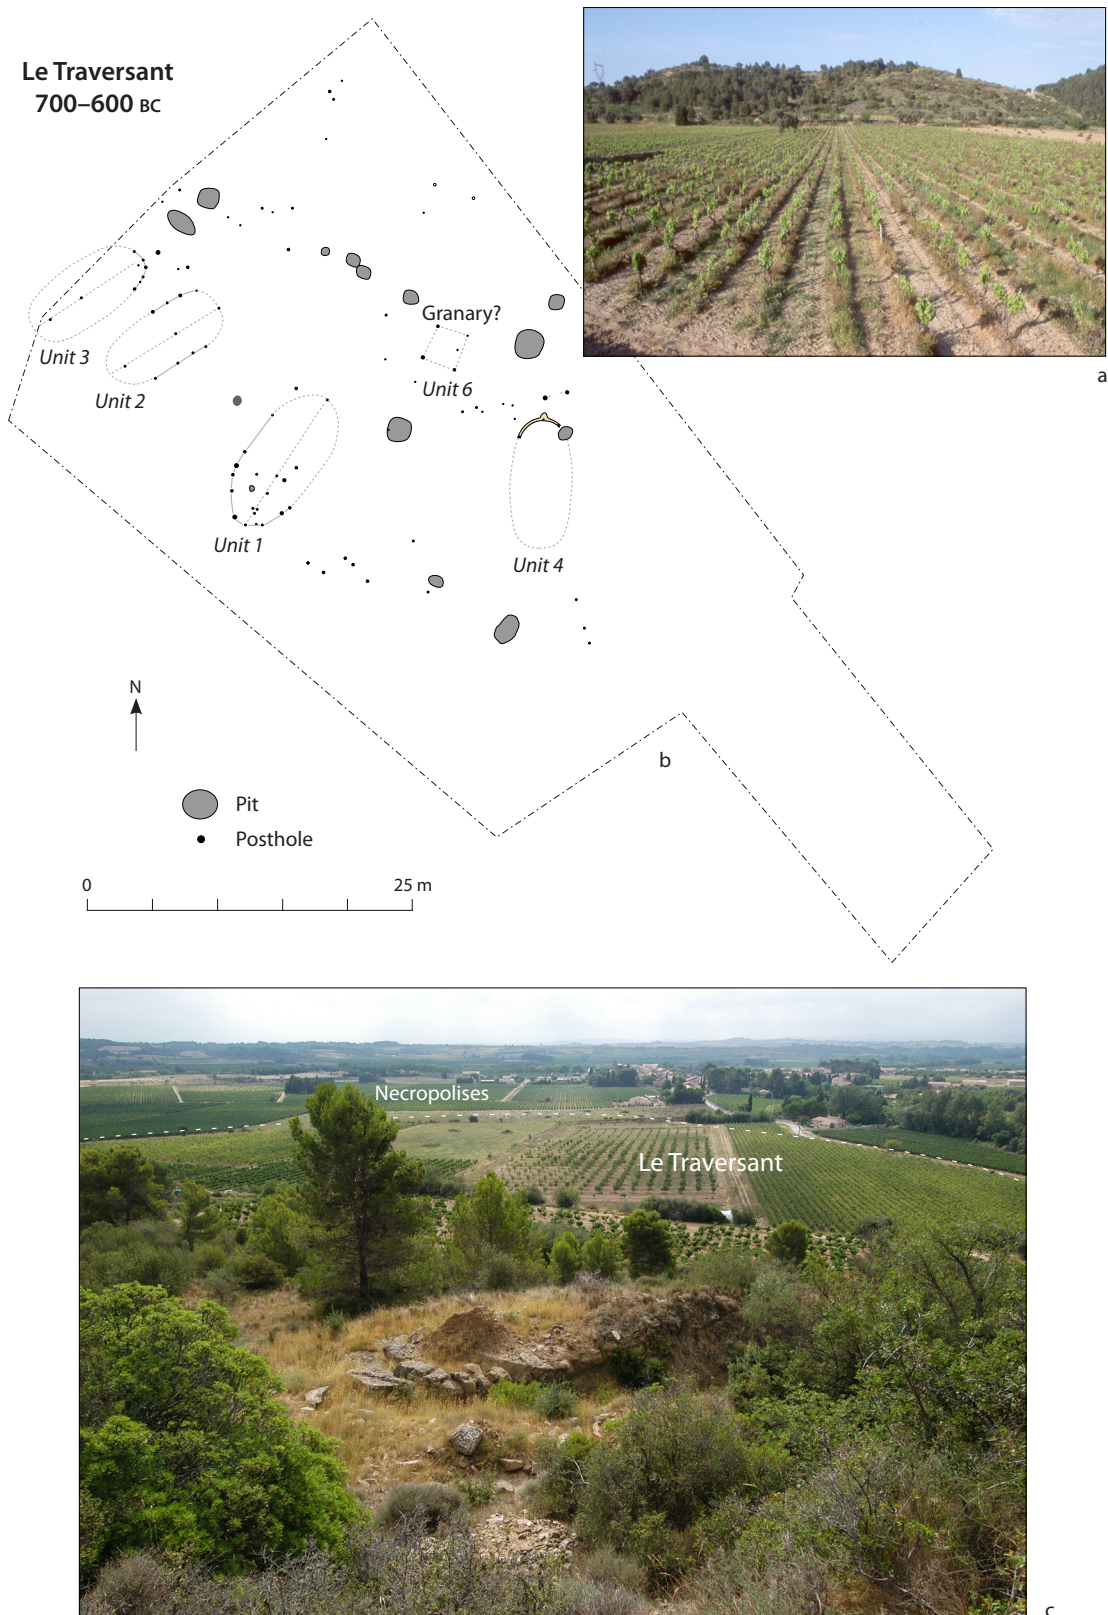 Le Traversant
700–600 BC
a
Granary?
Unit 3
Unit 6
Unit 2
Unit 1
Unit 4
N
b
Pit
Posthole
0 25 m
Necropolises
Le Traversant
c